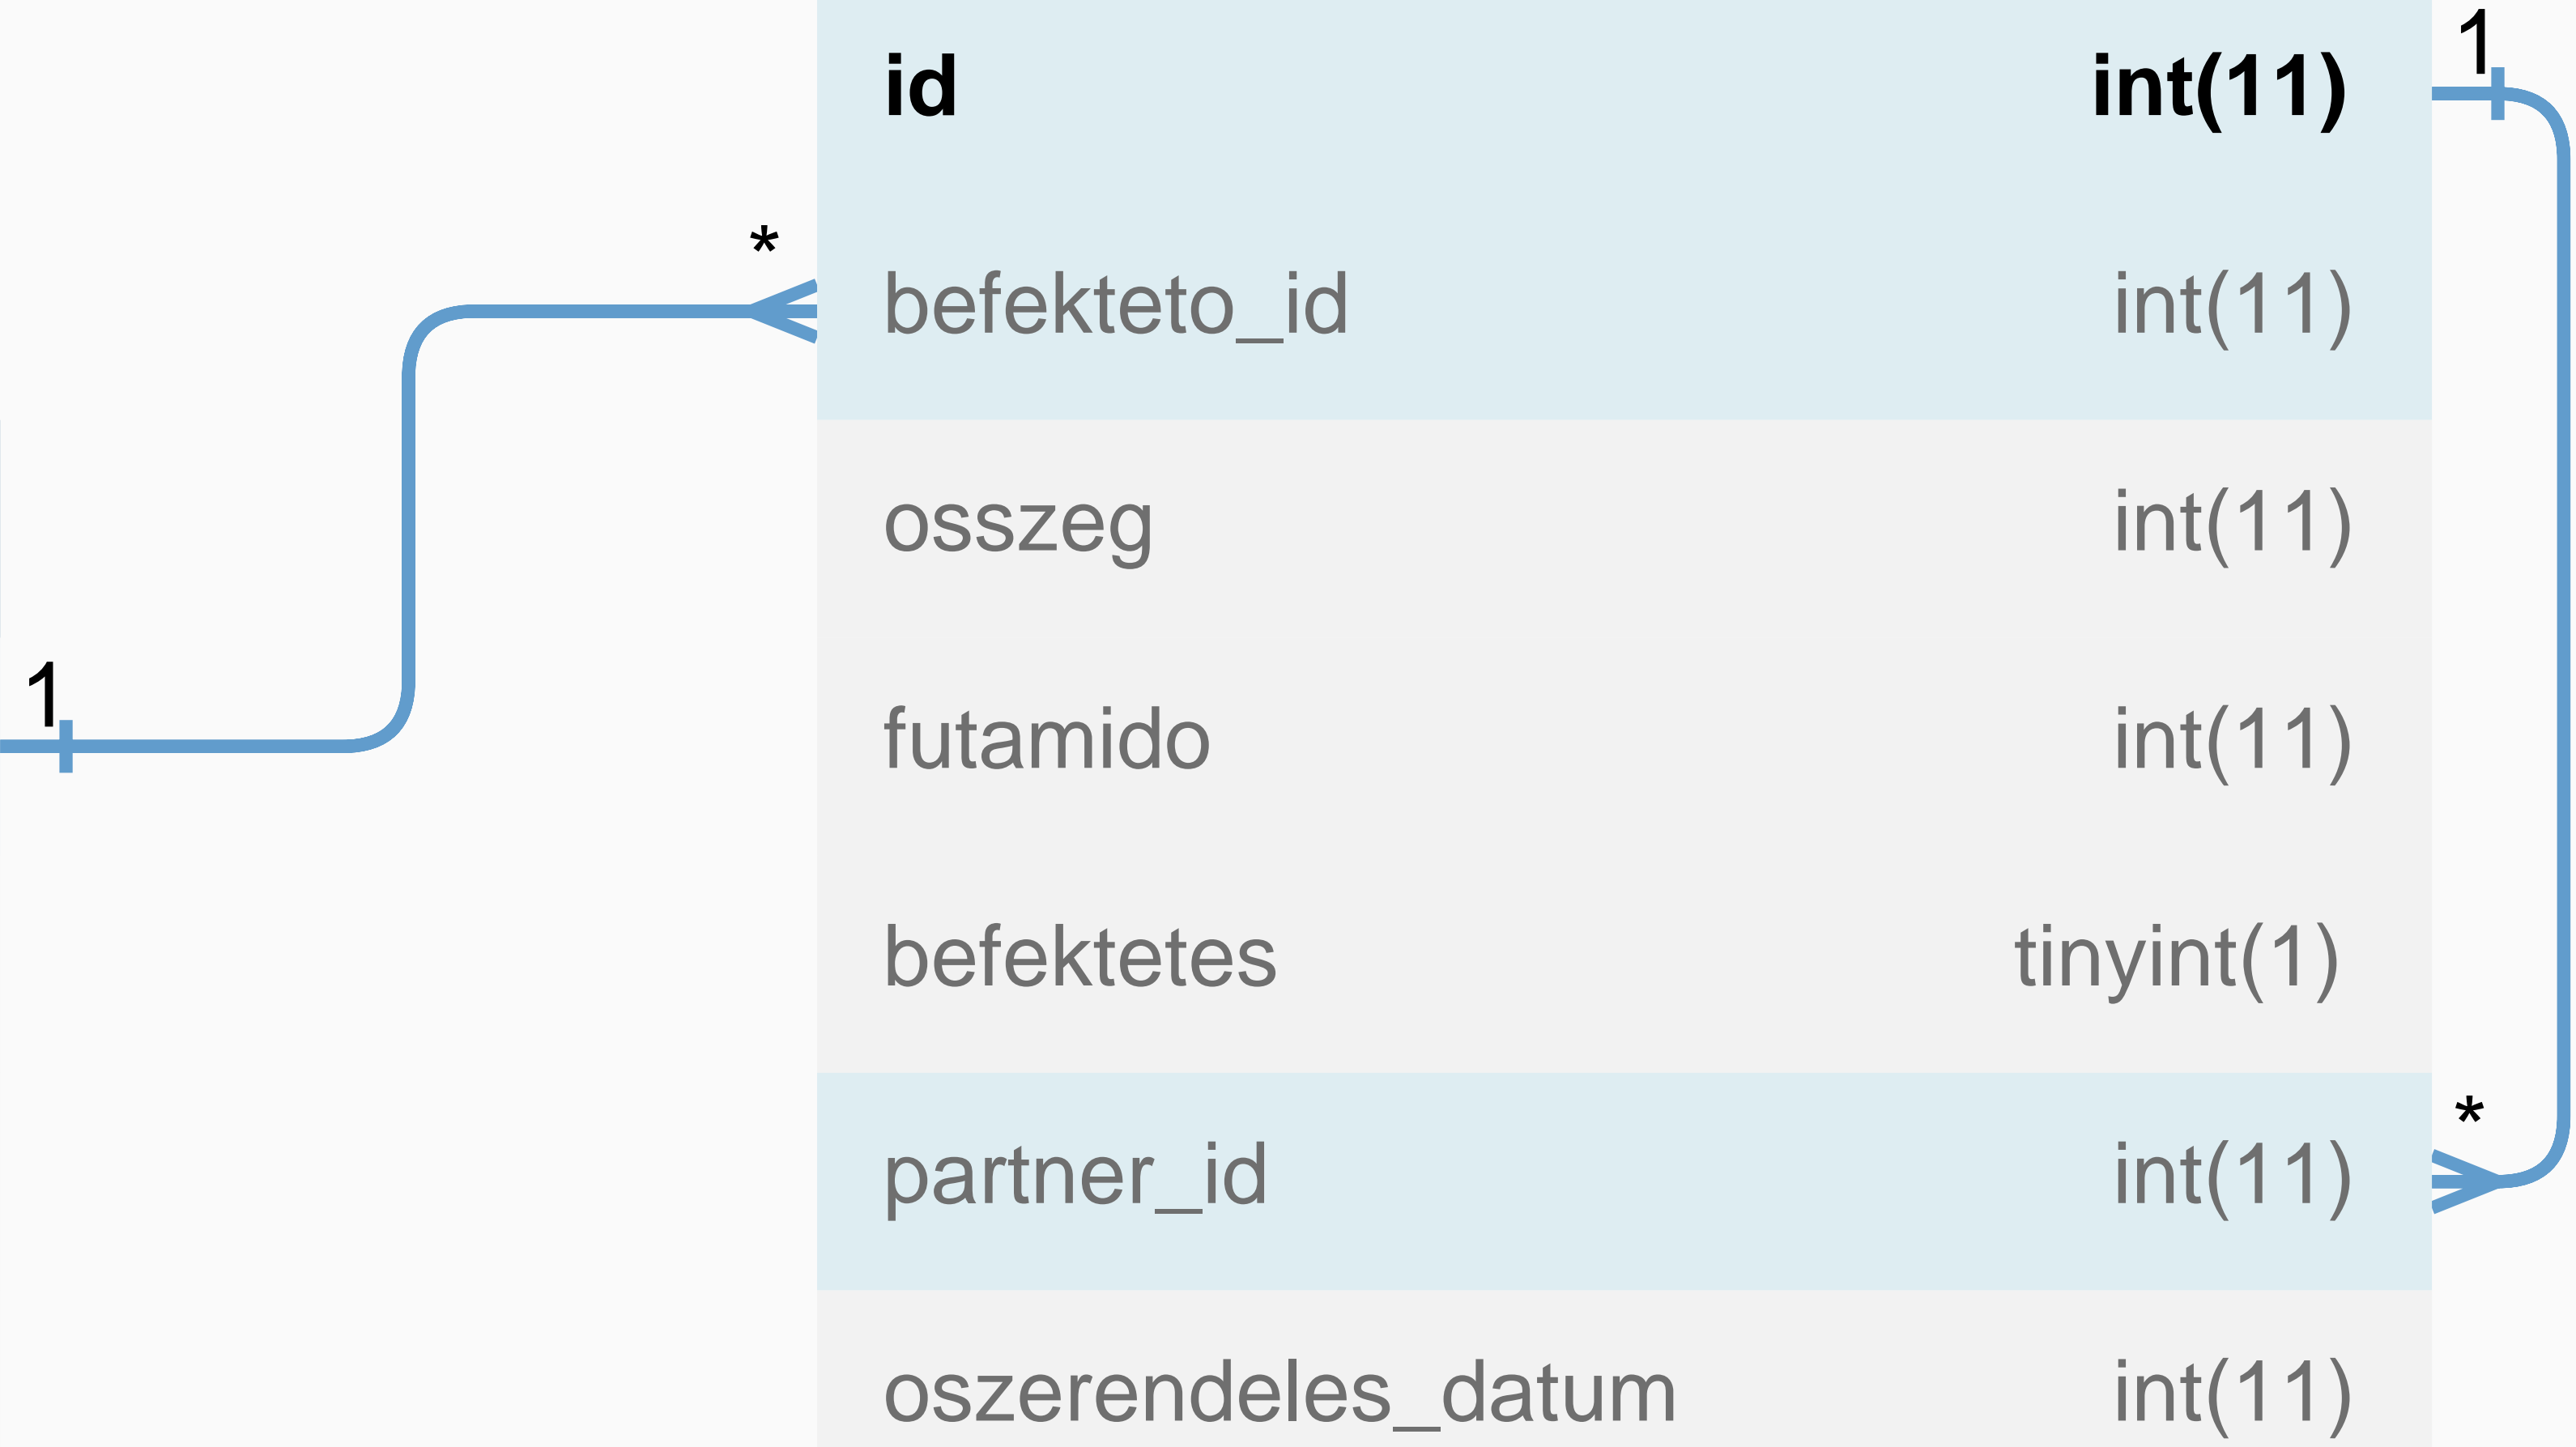 id int(11) 1
* befekteto_id int(11)
osszeg int(11)
1 futamido int(11)
befektetes tinyint(1)
partner_id int(11) *
oszerendeles_datum int(11)